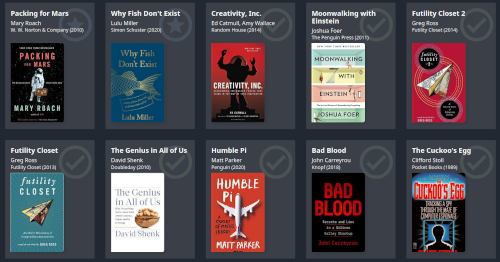 Packing for Mars
Mary Roach
W. W. Norton & Company (2010)
PACKING
FOR
MARS
MARY ROACH
Why Fish Don't Exist
Lulu Miller
Simon Schuster (2020)
Why Fish
Don't
Exist
Lulu Miller
Creativity, Inc.
Ed Catmull, Amy Wallace
Random House (2014)
CREATIVITY, INC.
ED CATMULL
Moonwalking with
Einstein
Joshua Foer
The Penguin Press (2011)
MOONWALKING
WITH
EINSTEIN
JOSHUA FOER
Futility Closet 2
Greg Ross
Futility Closet (2014)
futility
CLOSET
2
GREG ROSS
Futility Closet
Greg Ross
Futility Closet (2013)
futility
CLOSET
GREG ROSS
The Genius in All of Us
David Shenk
Doubleday (2010)
The Genius
in All of Us
David Shenk
Humble Pi
Matt Parker
Penguin (2020)
HUMBLE
Pi
MATT PARKER
Bad Blood
John Carreyrou
Knopf (2018)
BAD
BLOOD
Secrets and Lies
in a Silicon
Valley Startup
John Carreyrou
The Cuckoo's Egg
Clifford Stoll
Pocket Books (1989)
CUCKOO'S
EGG
TRACKING A SPY
THROUGH THE MAZE OF
COMPUTER ESPIONAGE